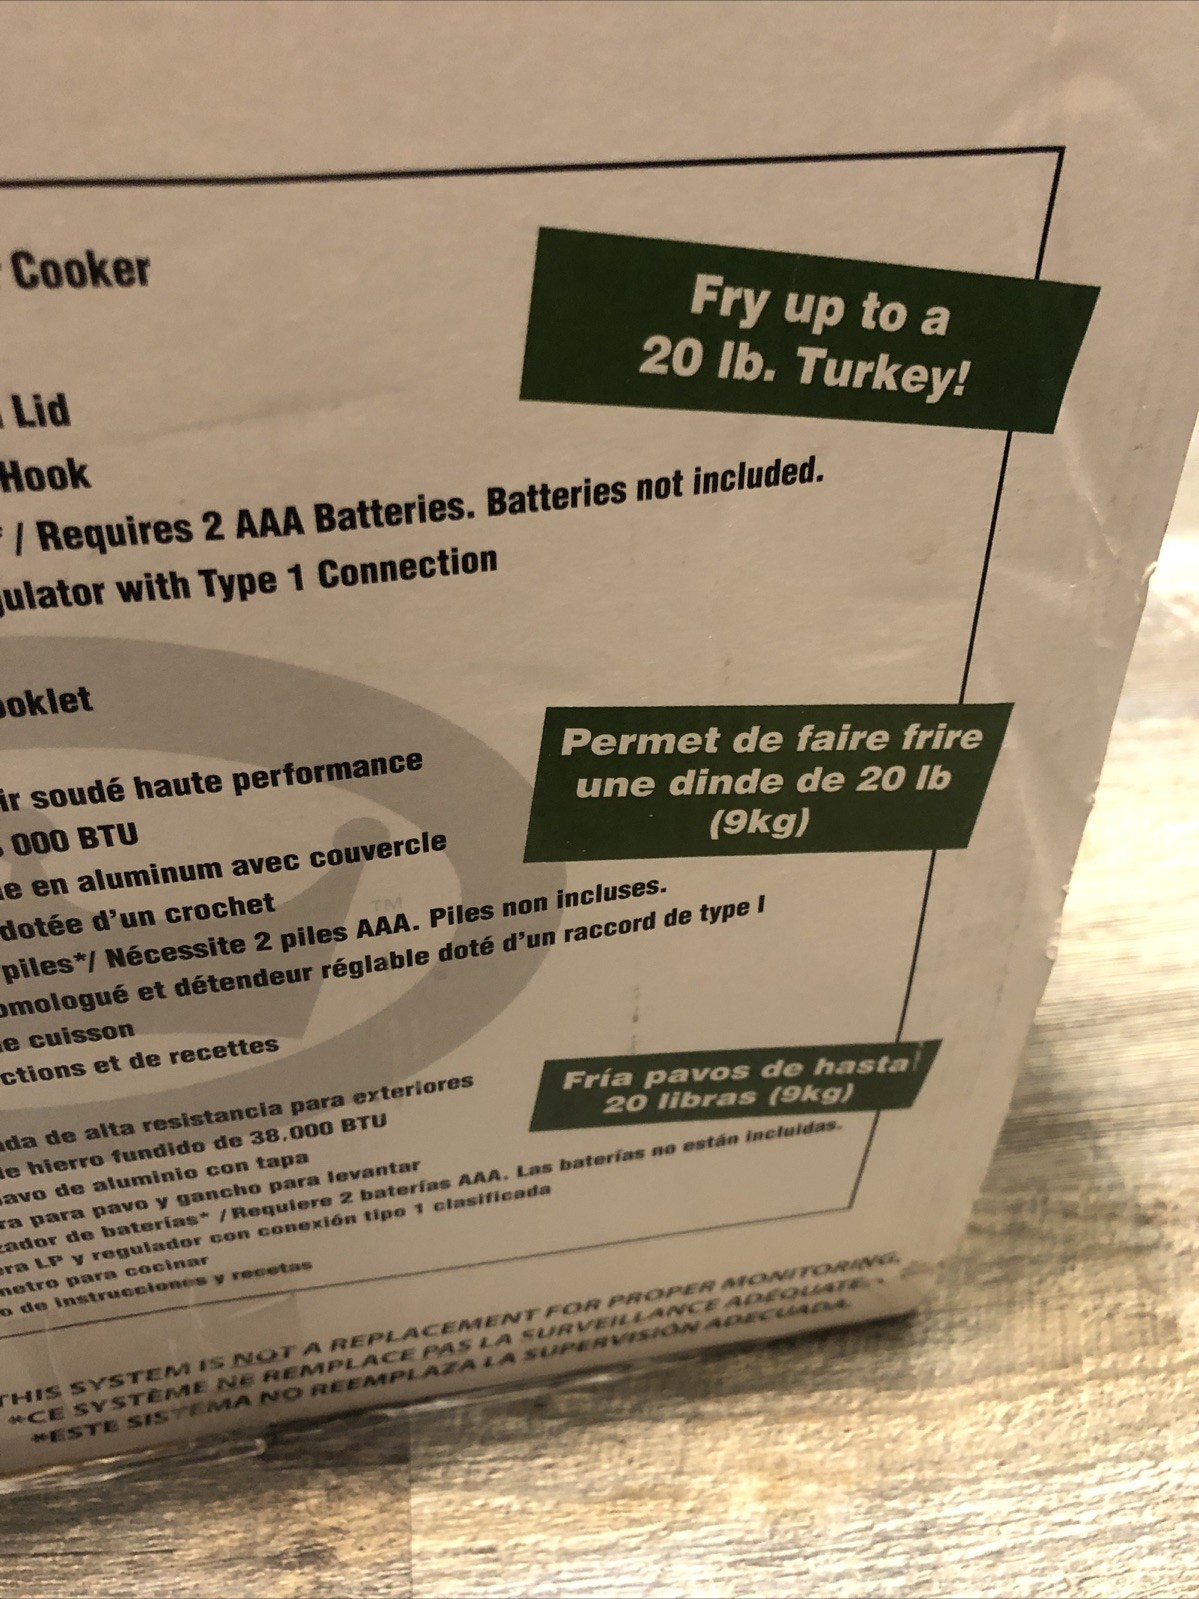 Cooker
Fry up to a
20 lb. Turkey!
Lid
Hook
* / Requires 2 AAA Batteries. Batteries not included.
gulator with Type 1 Connection
ooklet
Permet de faire frire
une dinde de 20 lb
(9kg)
ir soudé haute performance
000 BTU
e en aluminum avec couvercle
dotée d'un crochet
piles*/ Nécessite 2 piles AAA. Piles non incluses.
omologué et détendeur réglable doté d'un raccord de type I
e cuisson
ctions et de recettes
TM
Fría pavos de hasta
20 libras (9kg)
da de alta resistancia para exteriores
e hierro fundido de 38.000 BTU
avo de aluminio con tapa
ra para pavo y gancho para levantar
zador de baterías* / Requiere 2 baterías AAA. Las baterías no están incluidas.
era LP y regulador con conexión tipo 1 clasificada
metro para cocinar
o de instrucciones y recetas
THIS SYSTEM IS NOT A REPLACEMENT FOR PROPER MONITORING.
*CE SYSTÈME NE REMPLACE PAS LA SURVEILLANCE ADÉQUATE.
*ESTE SISTEMA NO REEMPLAZA LA SUPERVISIÓN ADECUADA.